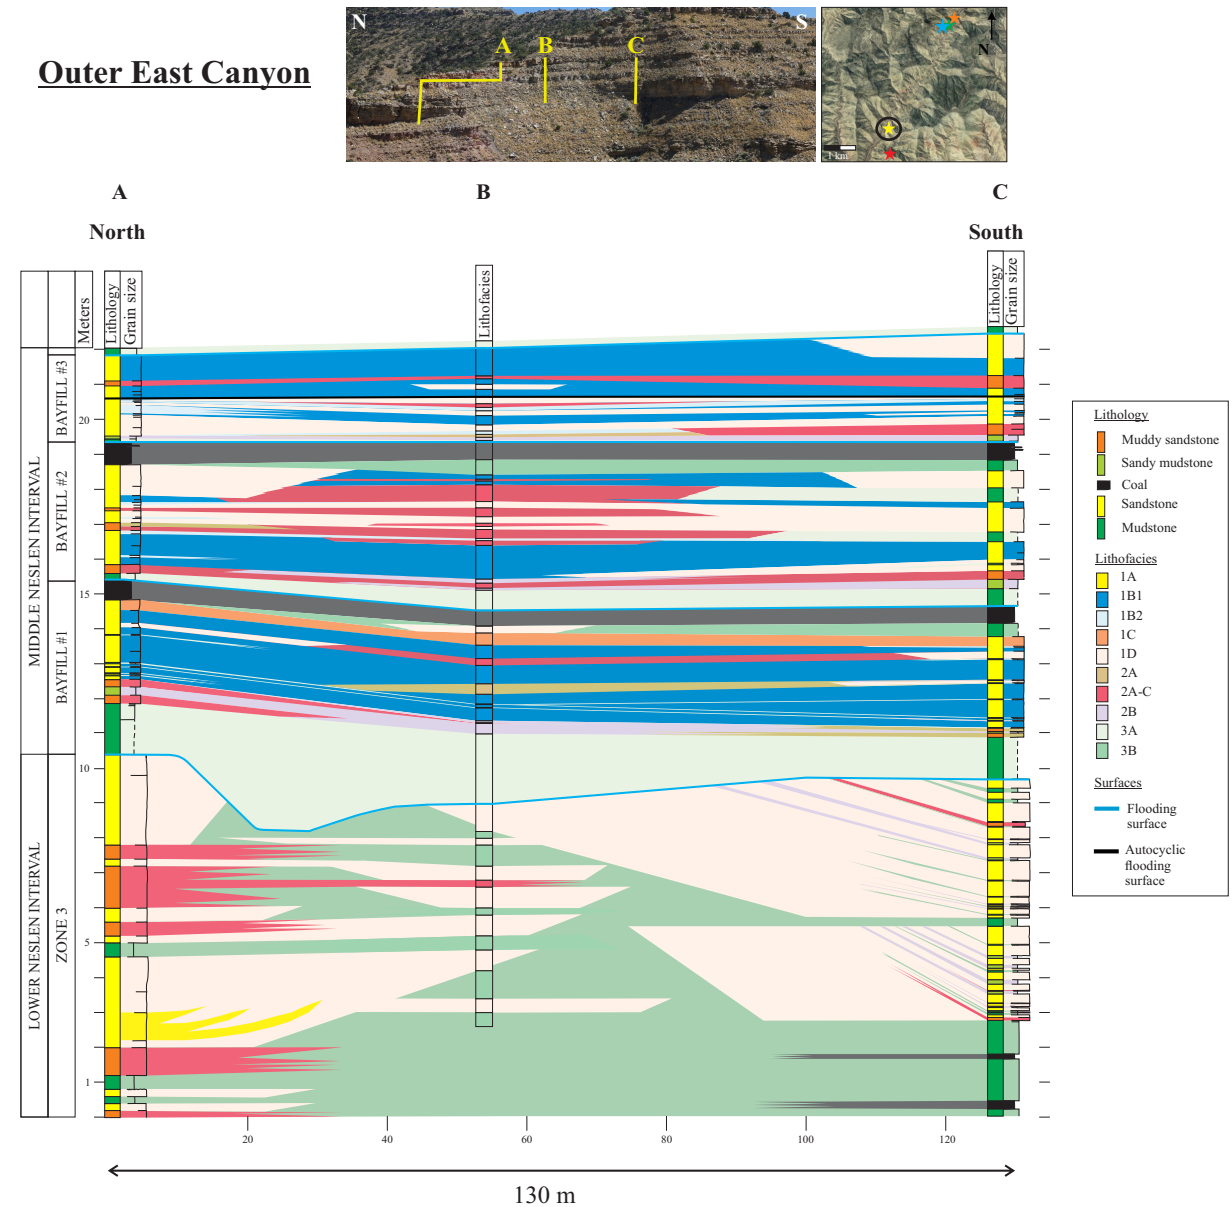 Outer East Canyon
N
S
A
B
C
N
1 km
A
B
C
North
South
Meters
Lithology
Grain size
Lithofacies
Lithology
Grain size
MIDDLE NESLEN INTERVAL
LOWER NESLEN INTERVAL
BAYFILL #3
BAYFILL #2
BAYFILL #1
ZONE 3
20
15
10
5
1
20
40
60
80
100
120
130 m
Lithology
Muddy sandstone
Sandy mudstone
Coal
Sandstone
Mudstone
Lithofacies
1A
1B1
1B2
1C
1D
2A
2A-C
2B
3A
3B
Surfaces
Flooding
surface
Autocyclic
flooding
surface